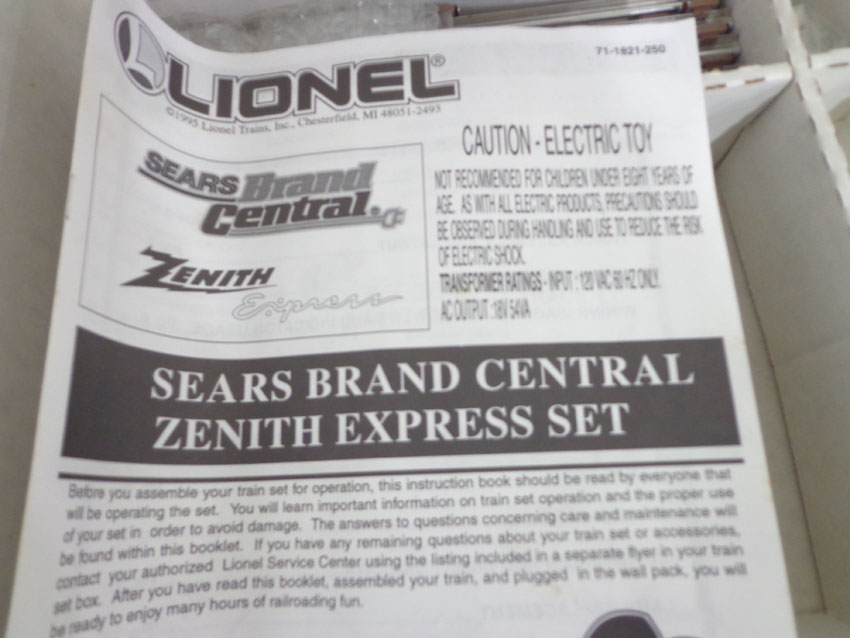 71-1821-250
LIONEL®
©1995 Lionel Trains, Inc., Chesterfield, MI 48051-2493
SEARS Brand
Central
ZENITH
Express
CAUTION - ELECTRIC TOY
NOT RECOMMENDED FOR CHILDREN UNDER EIGHT YEARS OF
AGE. AS WITH ALL ELECTRIC PRODUCTS, PRECAUTIONS SHOULD
BE OBSERVED DURING HANDLING AND USE TO REDUCE THE RISK
OF ELECTRIC SHOCK.
TRANSFORMER RATINGS - INPUT : 120 VAC 60 HZ ONLY.
AC OUTPUT :18V 54VA
SEARS BRAND CENTRAL
ZENITH EXPRESS SET
Before you assemble your train set for operation, this instruction book should be read by everyone that
will be operating the set. You will learn important information on train set operation and the proper use
of your set in order to avoid damage. The answers to questions concerning care and maintenance will
be found within this booklet. If you have any remaining questions about your train set or accessories,
contact your authorized Lionel Service Center using the listing included in a separate flyer in your train
set box. After you have read this booklet, assembled your train, and plugged in the wall pack, you will
be ready to enjoy many hours of railroading fun.